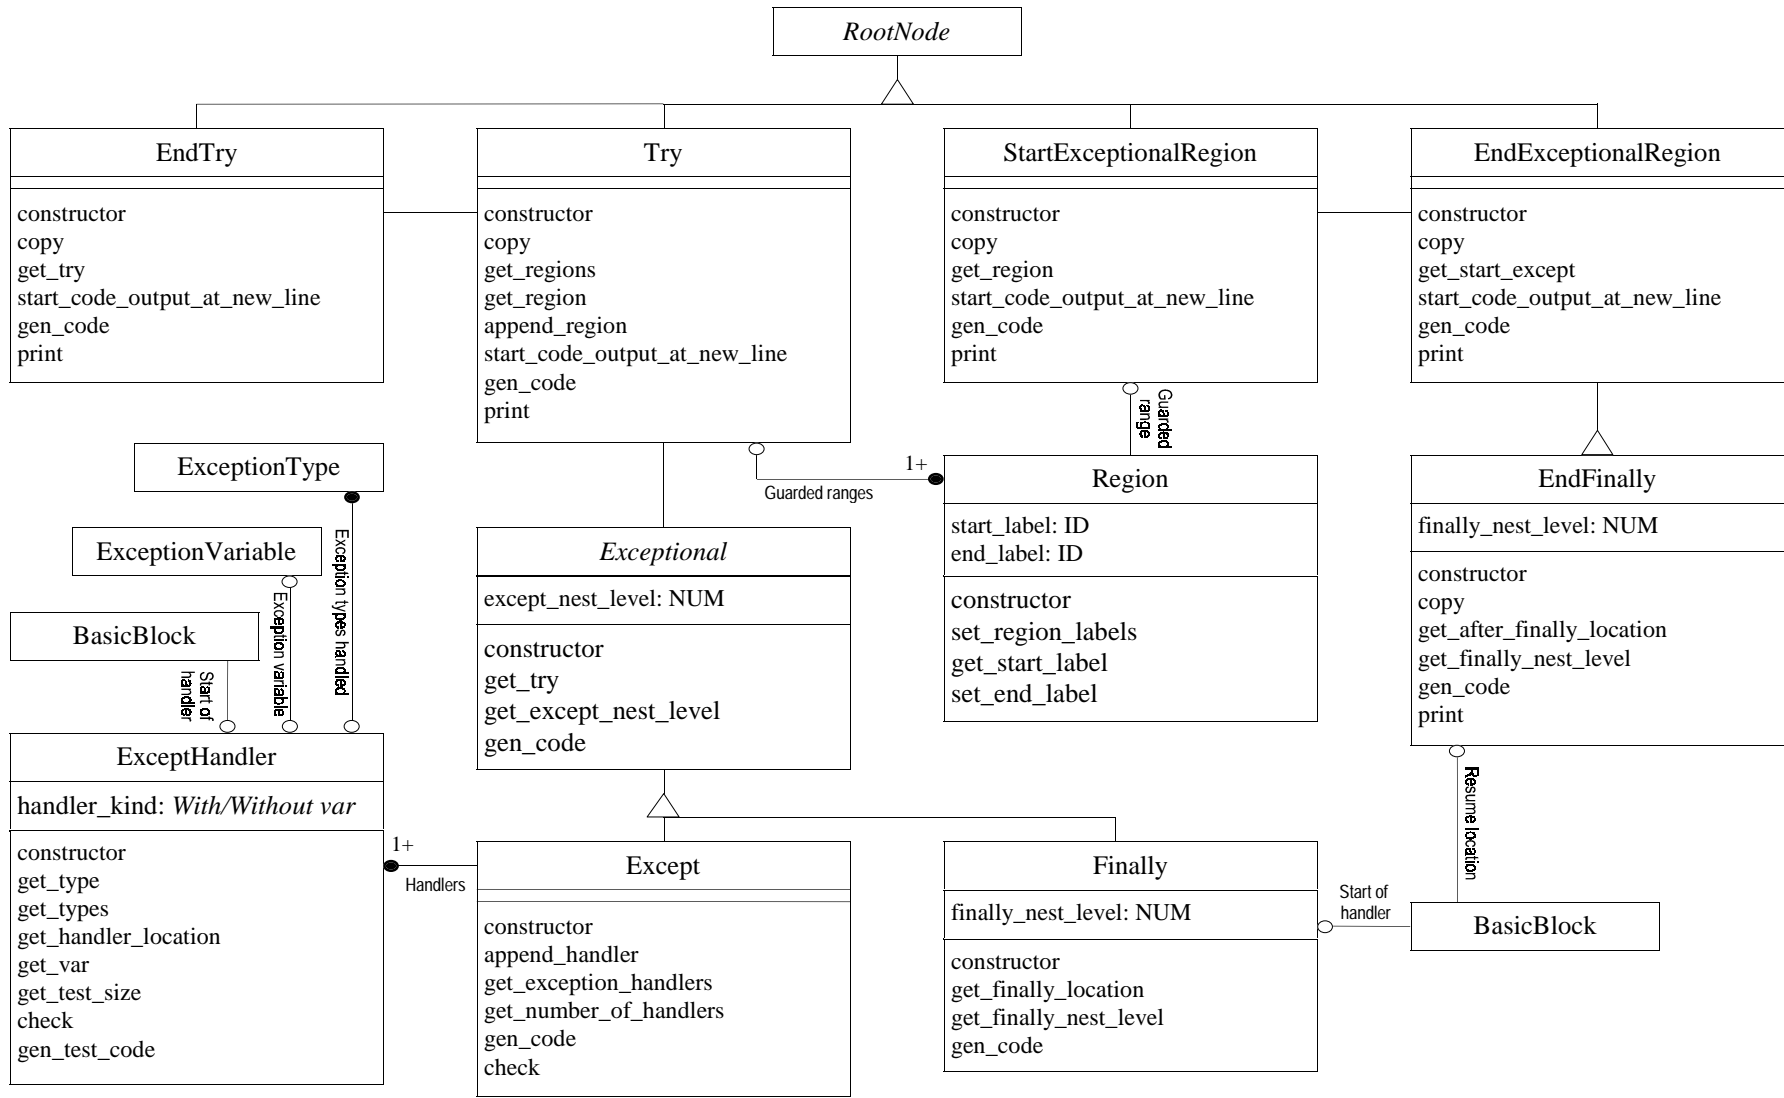 RootNode
EndTry
constructor
copy
get_try
start_code_output_at_new_line
gen_code
print
Try
constructor
copy
get_regions
get_region
append_region
start_code_output_at_new_line
gen_code
print
StartExceptionalRegion
constructor
copy
get_region
start_code_output_at_new_line
gen_code
print
EndExceptionalRegion
constructor
copy
get_start_except
start_code_output_at_new_line
gen_code
print
Guarded
range
ExceptionType
ExceptionVariable
BasicBlock
Start of
handler
Exception variable
Exception types handled
1+
Guarded ranges
Exceptional
except_nest_level: NUM
constructor
get_try
get_except_nest_level
gen_code
Region
start_label: ID
end_label: ID
constructor
set_region_labels
get_start_label
set_end_label
EndFinally
finally_nest_level: NUM
constructor
copy
get_after_finally_location
get_finally_nest_level
gen_code
print
Resume location
ExceptHandler
handler_kind: With/Without var
constructor
get_type
get_types
get_handler_location
get_var
get_test_size
check
gen_test_code
1+
Handlers
Except
constructor
append_handler
get_exception_handlers
get_number_of_handlers
gen_code
check
Finally
finally_nest_level: NUM
constructor
get_finally_location
get_finally_nest_level
gen_code
Start of
handler
BasicBlock